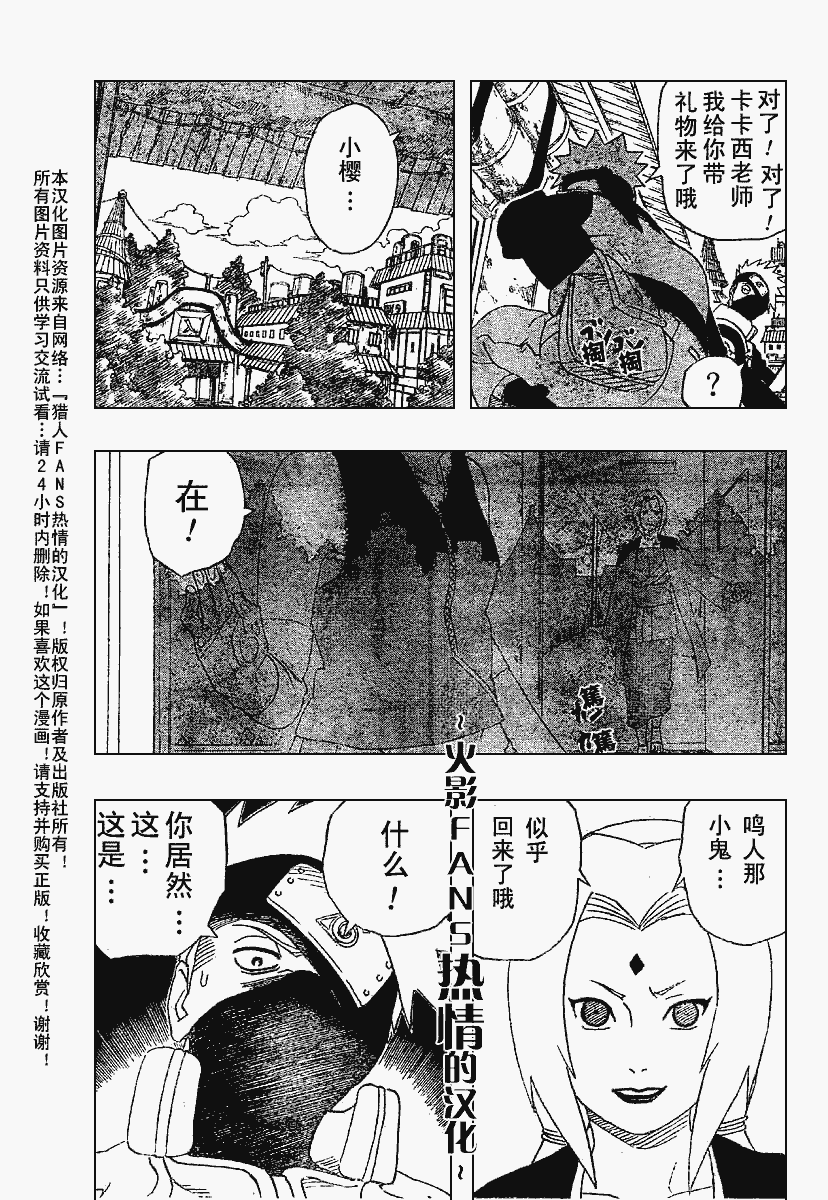 对了！对了！
卡卡西老师
我给你带
礼物来了哦
ゴソ
掏
ゴソ
掏
？
小樱…
在！
篤
篤
鸣人那
小鬼…
似乎
回来了哦
什么！
你居然…
这…
这是…
~火影FANS热情的汉化~
本汉化图片资源来自网络…『猎人FANS热情的汉化』！版权归原作者及出版社所有！
所有图片资料只供学习交流试看…请24小时内删除！如果喜欢这个漫画！请支持并购买正版！收藏欣赏！谢谢！